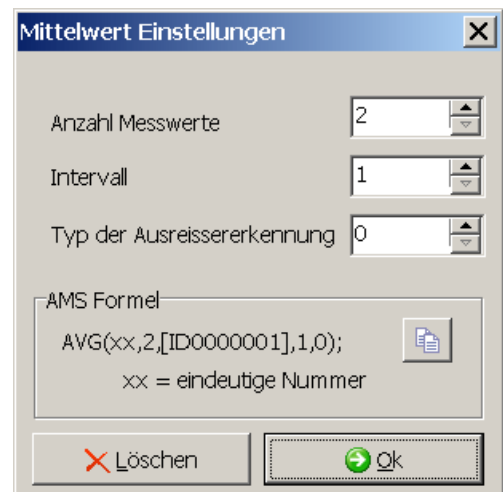 Mittelwert Einstellungen
Anzahl Messwerte 2
Intervall 1
Typ der Ausreissererkennung 0
AMS Formel
AVG(xx,2,[ID0000001],1,0);
xx = eindeutige Nummer
Löschen Ok